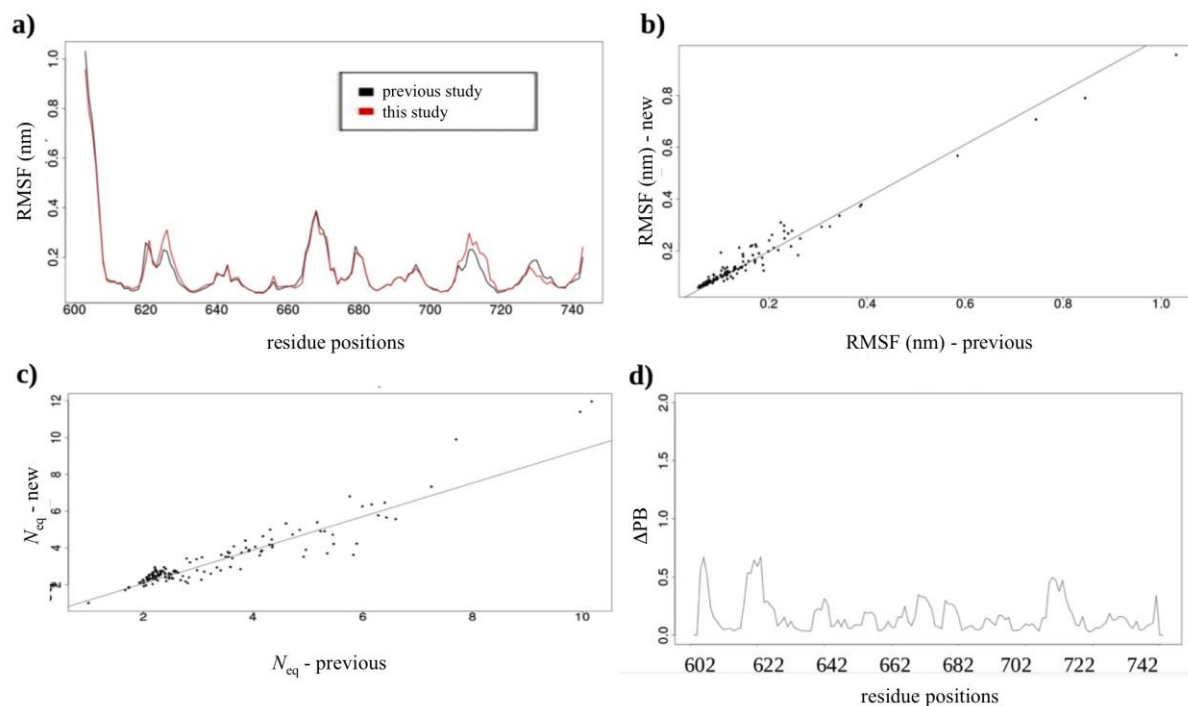 a)
RMSF (nm)
0.2 0.4 0.6 0.8 1.0
previous study
this study
600 620 640 660 680 700 720 740
residue positions
b)
RMSF (nm) - new
0.2 0.4 0.6 0.8
0.2 0.4 0.6 0.8 1.0
RMSF (nm) - previous
c)
Neq - new
2 4 6 8 10 12
2 4 6 8 10
Neq - previous
d)
ΔPB
0.0 0.5 1.0 1.5 2.0
602 622 642 662 682 702 722 742
residue positions